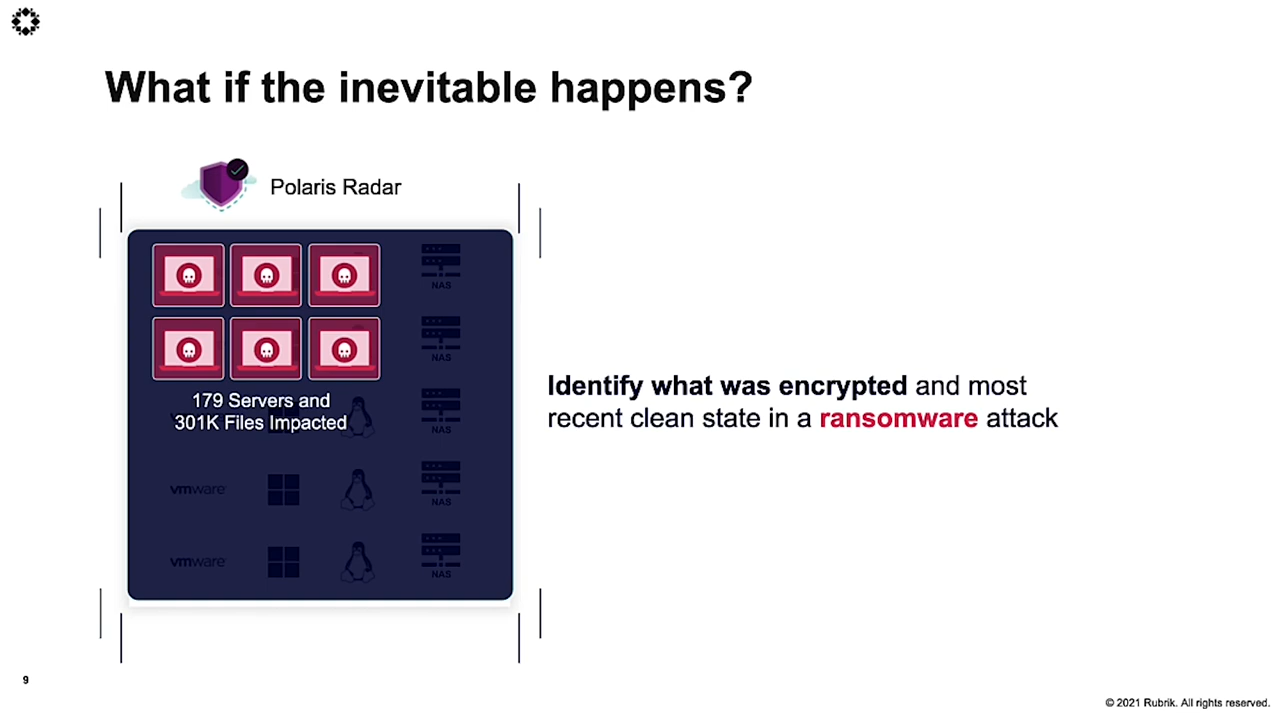 What if the inevitable happens?
Polaris Radar
NAS
NAS
179 Servers and
301K Files Impacted
NAS
Identify what was encrypted and most
recent clean state in a ransomware attack
vmware
NAS
vmware
NAS
9
© 2021 Rubrik. All rights reserved.